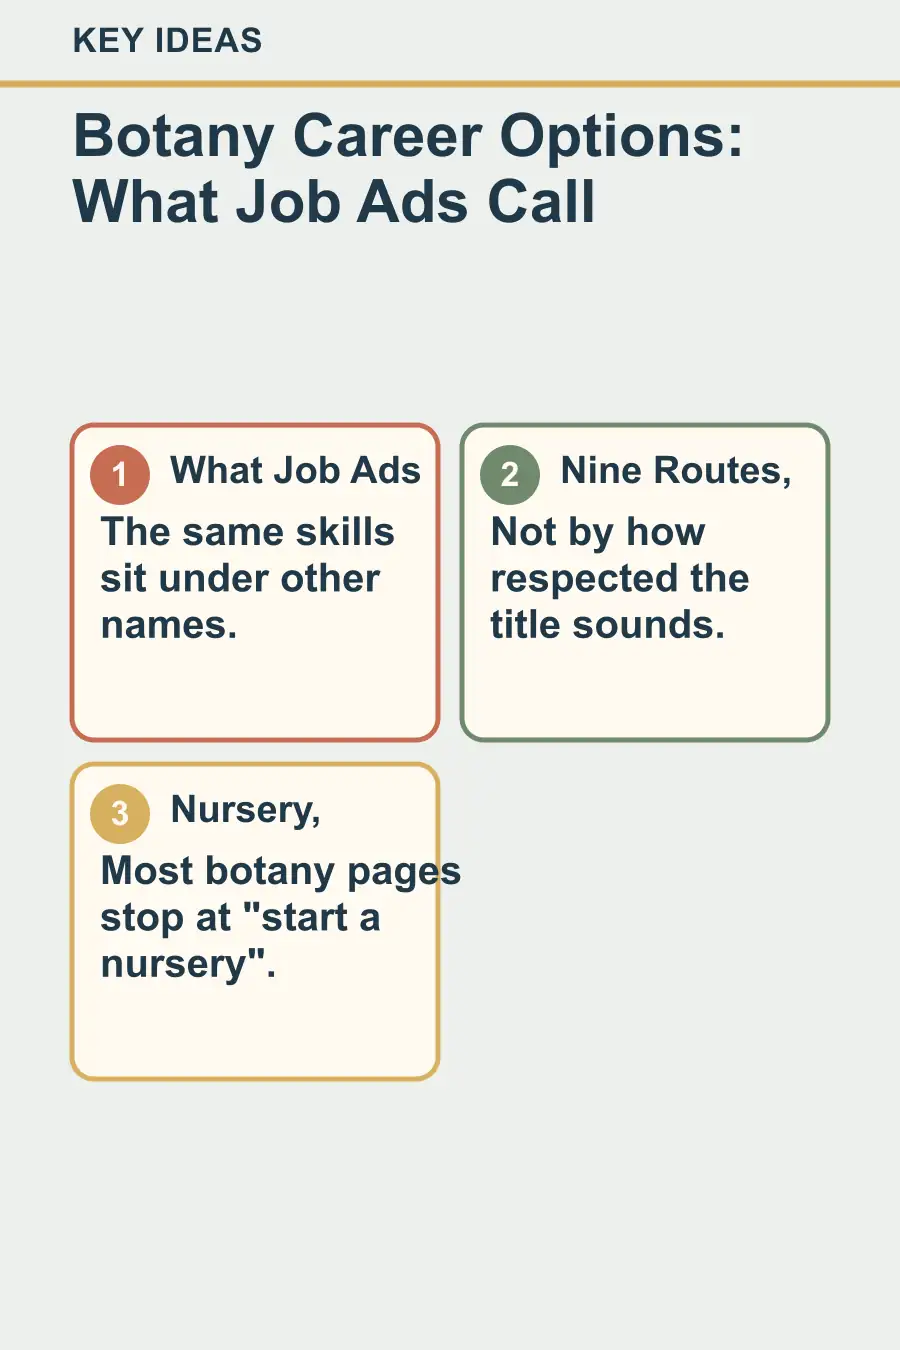 KEY IDEAS
Botany Career Options:
What Job Ads Call
1
What Job Ads
The same skills
sit under other
names.
2
Nine Routes,
Not by how
respected the
title sounds.
3
Nursery,
Most botany pages
stop at "start a
nursery".